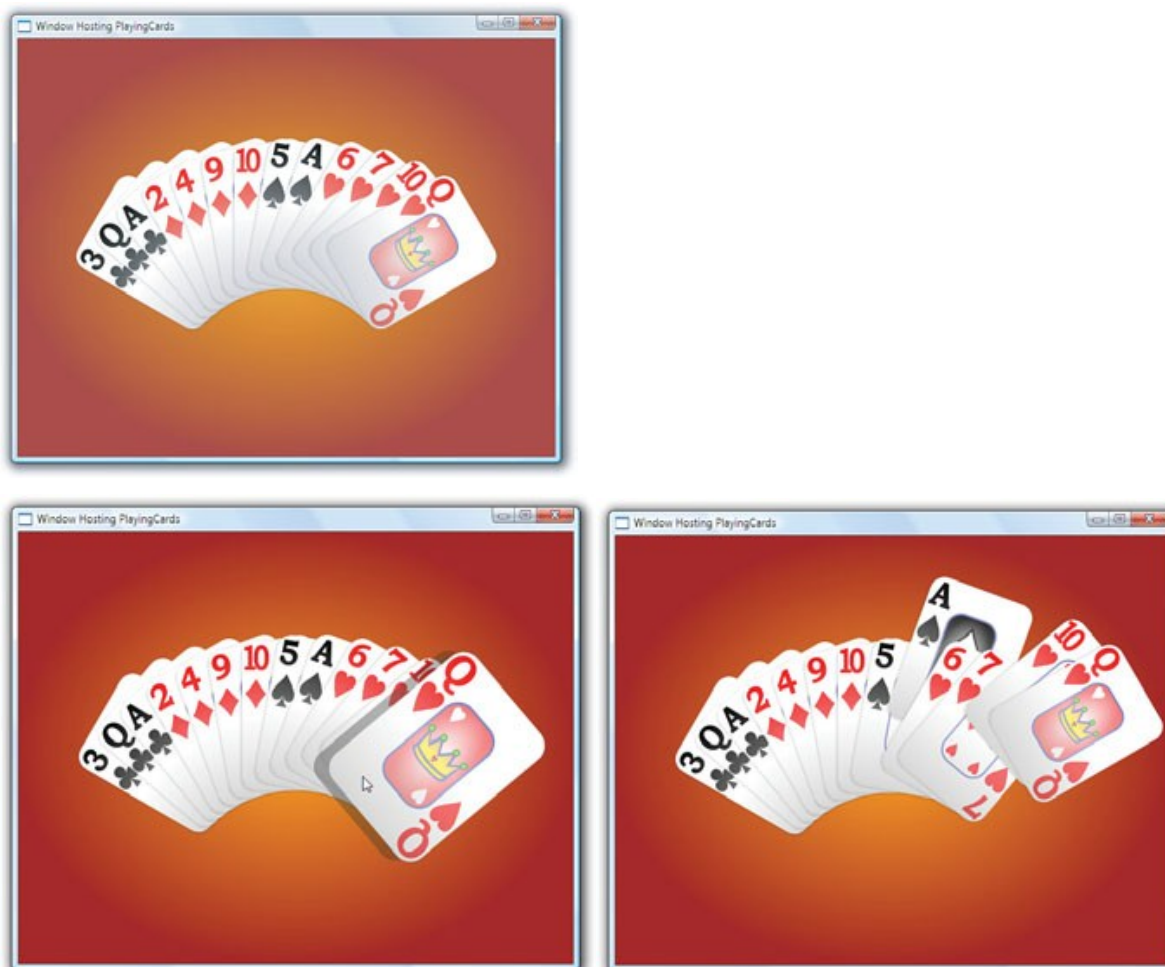 Window Hosting PlayingCards
3 Q A 2 4 9 10 5 A 6 7 10 Q
Q
Window Hosting PlayingCards
3 Q A 2 4 9 10 5 A 6 7 1 Q
Q
Window Hosting PlayingCards
A
3 Q A 2 4 9 10 5 6 7 10 Q
7 Q